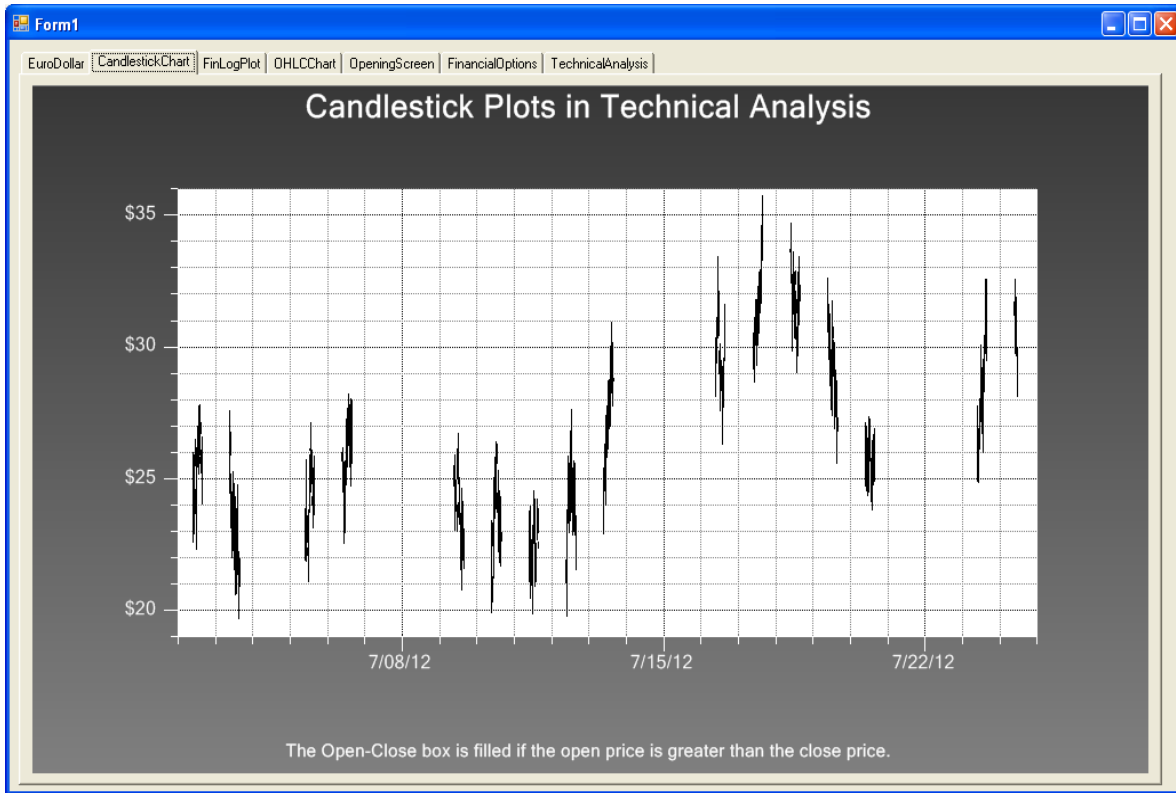 Form1
EuroDollar CandlestickChart FinLogPlot OHLCChart OpeningScreen FinancialOptions TechnicalAnalysis
Candlestick Plots in Technical Analysis
$35
$30
$25
$20
7/08/12 7/15/12 7/22/12
The Open-Close box is filled if the open price is greater than the close price.